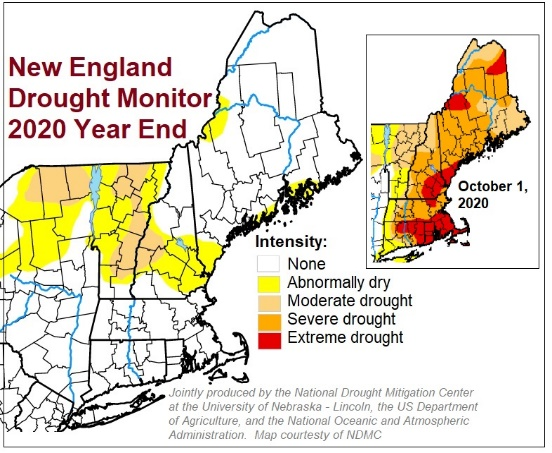 New England
Drought Monitor
2020 Year End
October 1,
2020
Intensity:
None
Abnormally dry
Moderate drought
Severe drought
Extreme drought
Jointly produced by the National Drought Mitigation Center
at the University of Nebraska - Lincoln, the US Department
of Agriculture, and the National Oceanic and Atmospheric
Administration. Map courtesty of NDMC